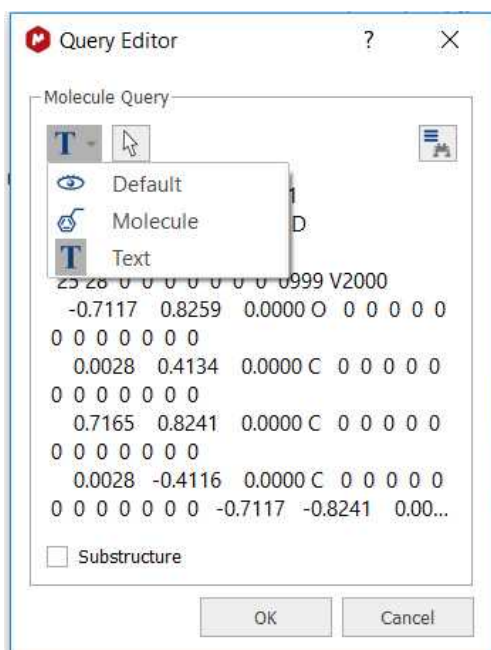 Query Editor ?
Molecule Query
T
Default
1
Molecule
D
T Text
25 28 0 0 0 0 0 0 0 0999 V2000
-0.7117 0.8259 0.0000 O 0 0 0 0 0
0 0 0 0 0 0 0
0.0028 0.4134 0.0000 C 0 0 0 0 0
0 0 0 0 0 0 0
0.7165 0.8241 0.0000 C 0 0 0 0 0
0 0 0 0 0 0 0
0.0028 -0.4116 0.0000 C 0 0 0 0 0
0 0 0 0 0 0 0 -0.7117 -0.8241 0.00...
Substructure
OK Cancel